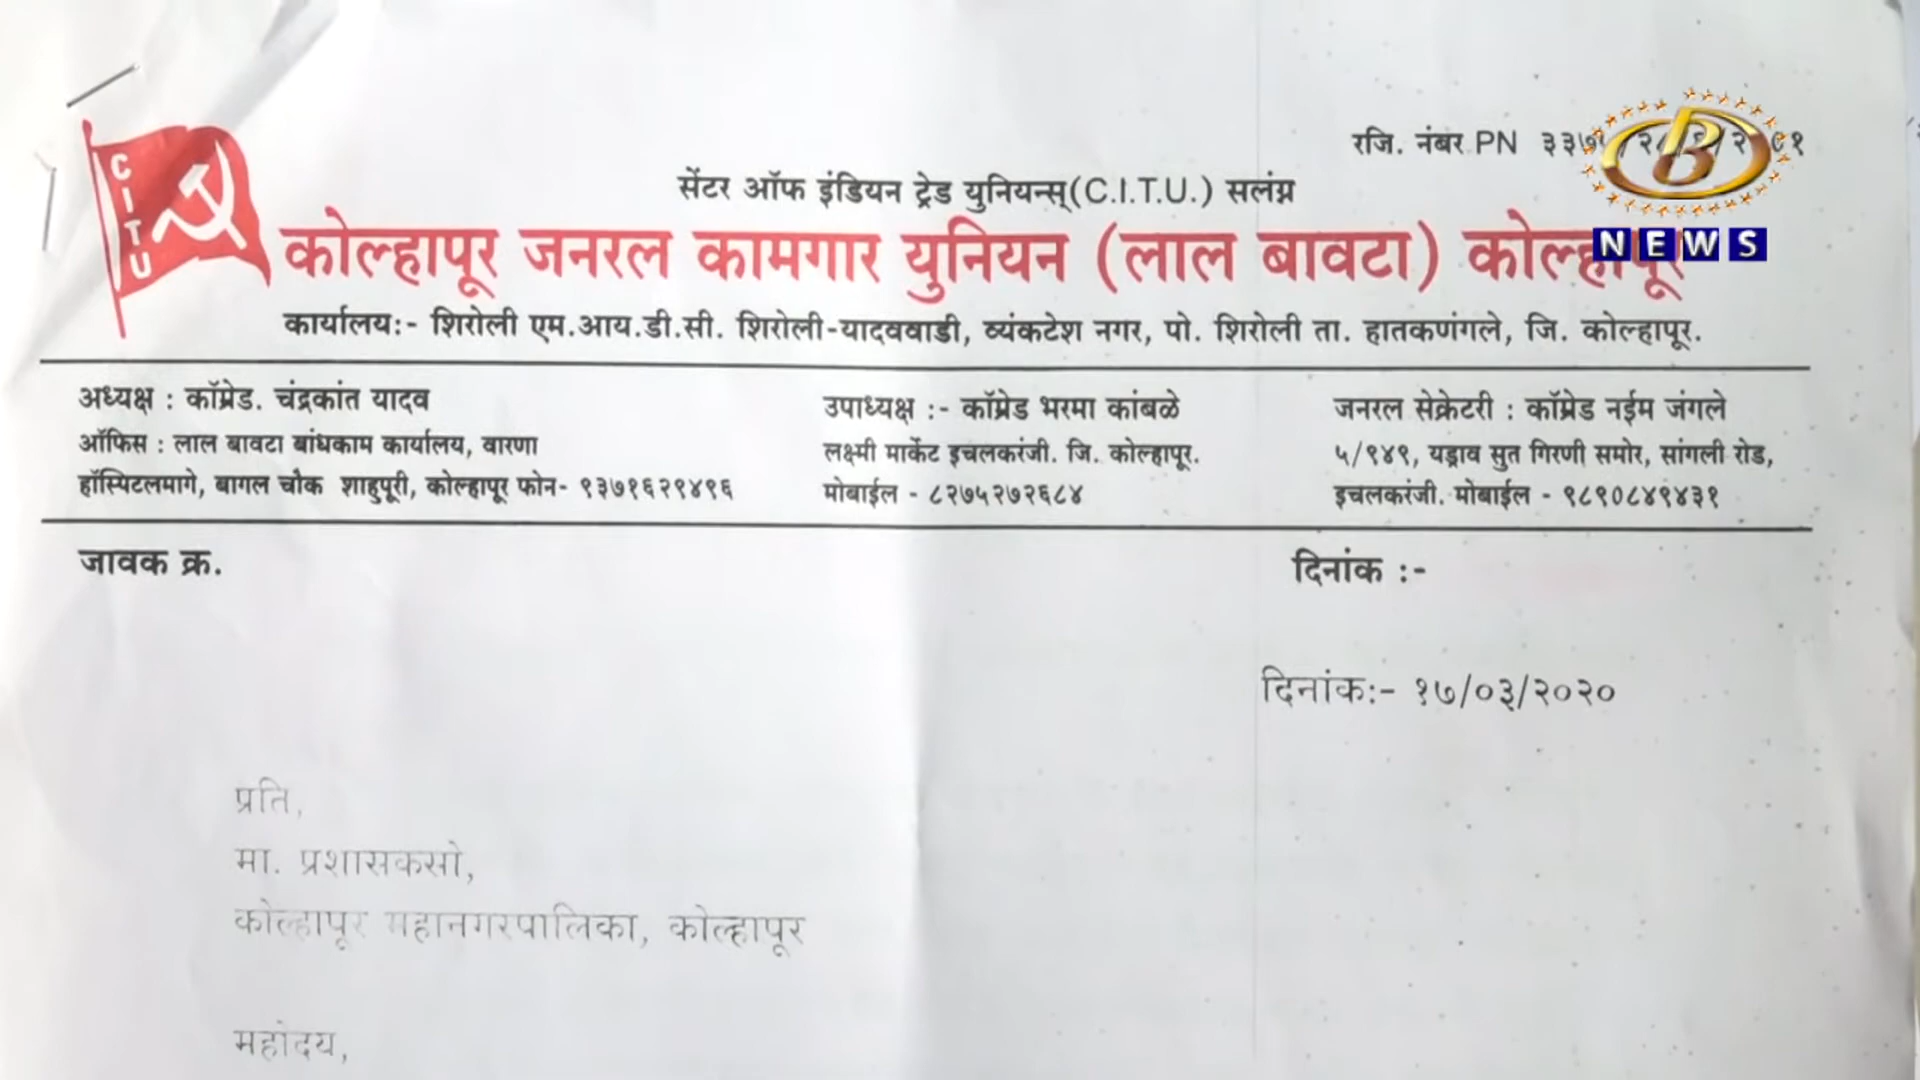 CITU
रजि. नंबर PN
B
NEWS
सेंटर ऑफ इंडियन ट्रेड युनियन्स्(C.I.T.U.) सलंग्न
कोल्हापूर जनरल कामगार युनियन (लाल बावटा) कोल्हापूर
कार्यालय:- शिरोली एम.आय.डी.सी. शिरोली-यादववाडी, व्यंकटेश नगर, पो. शिरोली ता. हातकणंगले, जि. कोल्हापूर.
अध्यक्ष : कॉम्रेड. चंद्रकांत यादव
ऑफिस : लाल बावटा बांधकाम कार्यालय, वारणा
हॉस्पिटलमागे, बागल चौक शाहुपूरी, कोल्हापूर फोन- ९३७१६२९४९६
उपाध्यक्ष :- कॉम्रेड भरमा कांबळे
लक्ष्मी मार्केट इचलकरंजी. जि. कोल्हापूर.
मोबाईल - ८२७५२७२६८४
जनरल सेक्रेटरी : कॉम्रेड नईम जंगले
५/९४९, यड्राव सुत गिरणी समोर, सांगली रोड,
इचलकरंजी. मोबाईल - ९८९०८४९४३१
जावक क्र.
दिनांक :-
दिनांक:- १७/०३/२०२०
प्रति,
मा. प्रशासकसो,
कोल्हापूर महानगरपालिका, कोल्हापूर
महोदय,